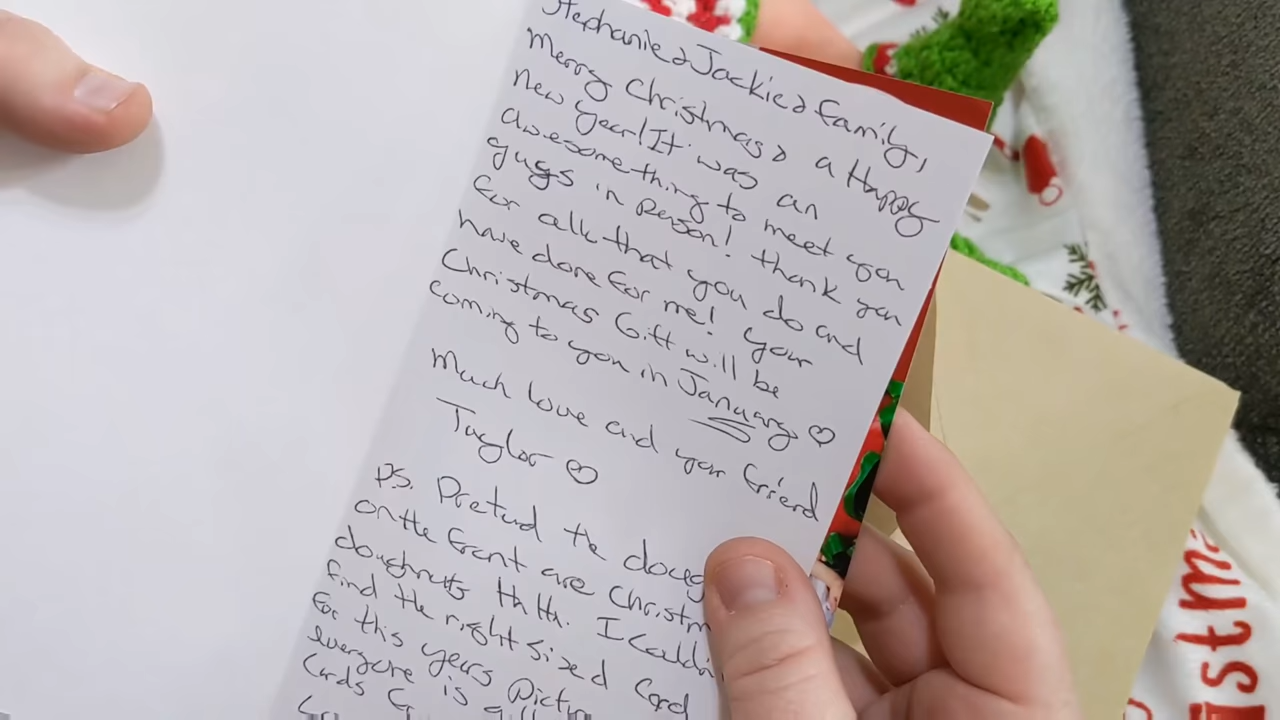 Stephanie & Jackie & Family,
Merry Christmas & a Happy
New year! It was an
awesome thing to meet you
guys in person! thank you
for all that you do and
have done for me! your
Christmas Gift will be
coming to you in January ♡
Much love and your friend
Taylor ♡
P.S. Pretend the
on the front are
doughnuts. I
find the right sized card
for this years
everyone is
cards